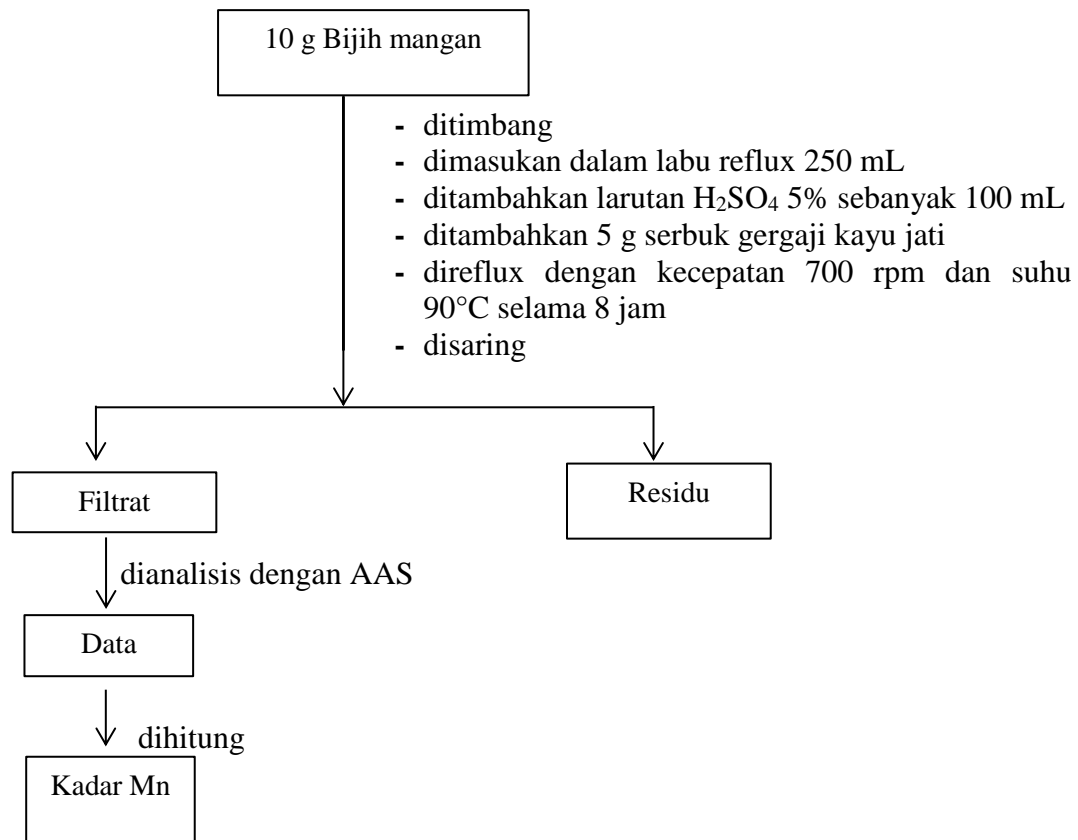 10 g Bijih mangan
- ditimbang
- dimasukan dalam labu reflux 250 mL
- ditambahkan larutan H₂SO₄ 5% sebanyak 100 mL
- ditambahkan 5 g serbuk gergaji kayu jati
- direflux dengan kecepatan 700 rpm dan suhu
90°C selama 8 jam
- disaring
Filtrat
Residu
dianalisis dengan AAS
Data
dihitung
Kadar Mn